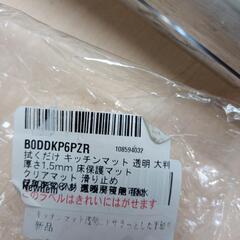 B0DDKP6PZR
108594032
拭くだけ キッチンマット 透明 大判
厚さ1.5mm 床保護マット
クリアマット 滑り止め
このラベルはきれいにはがせます
新品